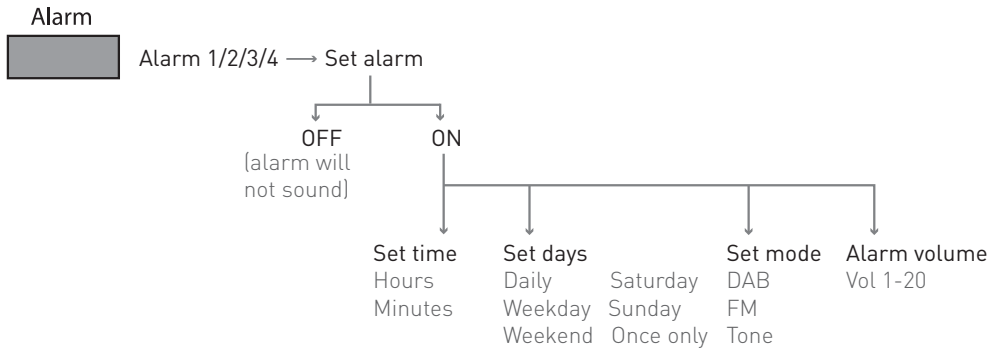 Alarm
Alarm 1/2/3/4 → Set alarm
OFF
(alarm will
not sound)
ON
Set time
Hours
Minutes
Set days
Daily Saturday
Weekday Sunday
Weekend Once only
Set mode
DAB
FM
Tone
Alarm volume
Vol 1-20